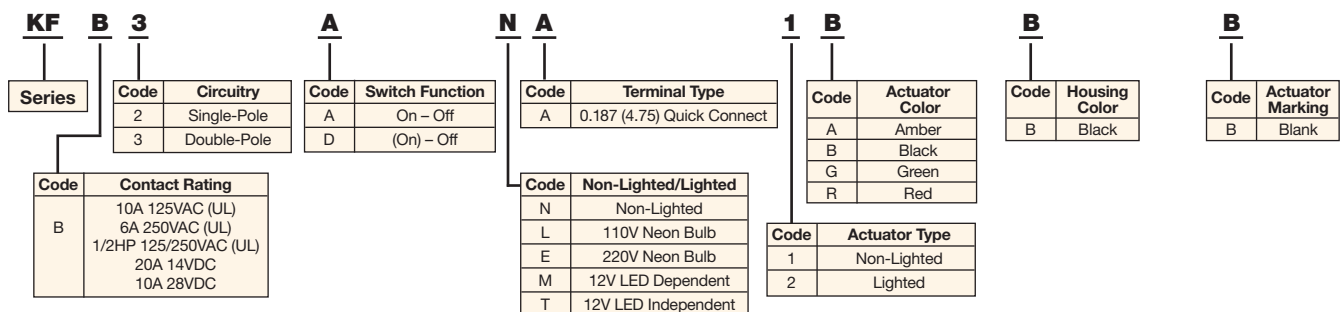 KF B 3 A N A 1 B B B
Series
Code Circuitry
2 Single-Pole
3 Double-Pole
Code Switch Function
A On – Off
D (On) – Off
Code Terminal Type
A 0.187 (4.75) Quick Connect
Code Actuator Color
A Amber
B Black
G Green
R Red
Code Housing Color
B Black
Code Actuator Marking
B Blank
Code Contact Rating
B
10A 125VAC (UL)
6A 250VAC (UL)
1/2HP 125/250VAC (UL)
20A 14VDC
10A 28VDC
Code Non-Lighted/Lighted
N Non-Lighted
L 110V Neon Bulb
E 220V Neon Bulb
M 12V LED Dependent
T 12V LED Independent
Code Actuator Type
1 Non-Lighted
2 Lighted